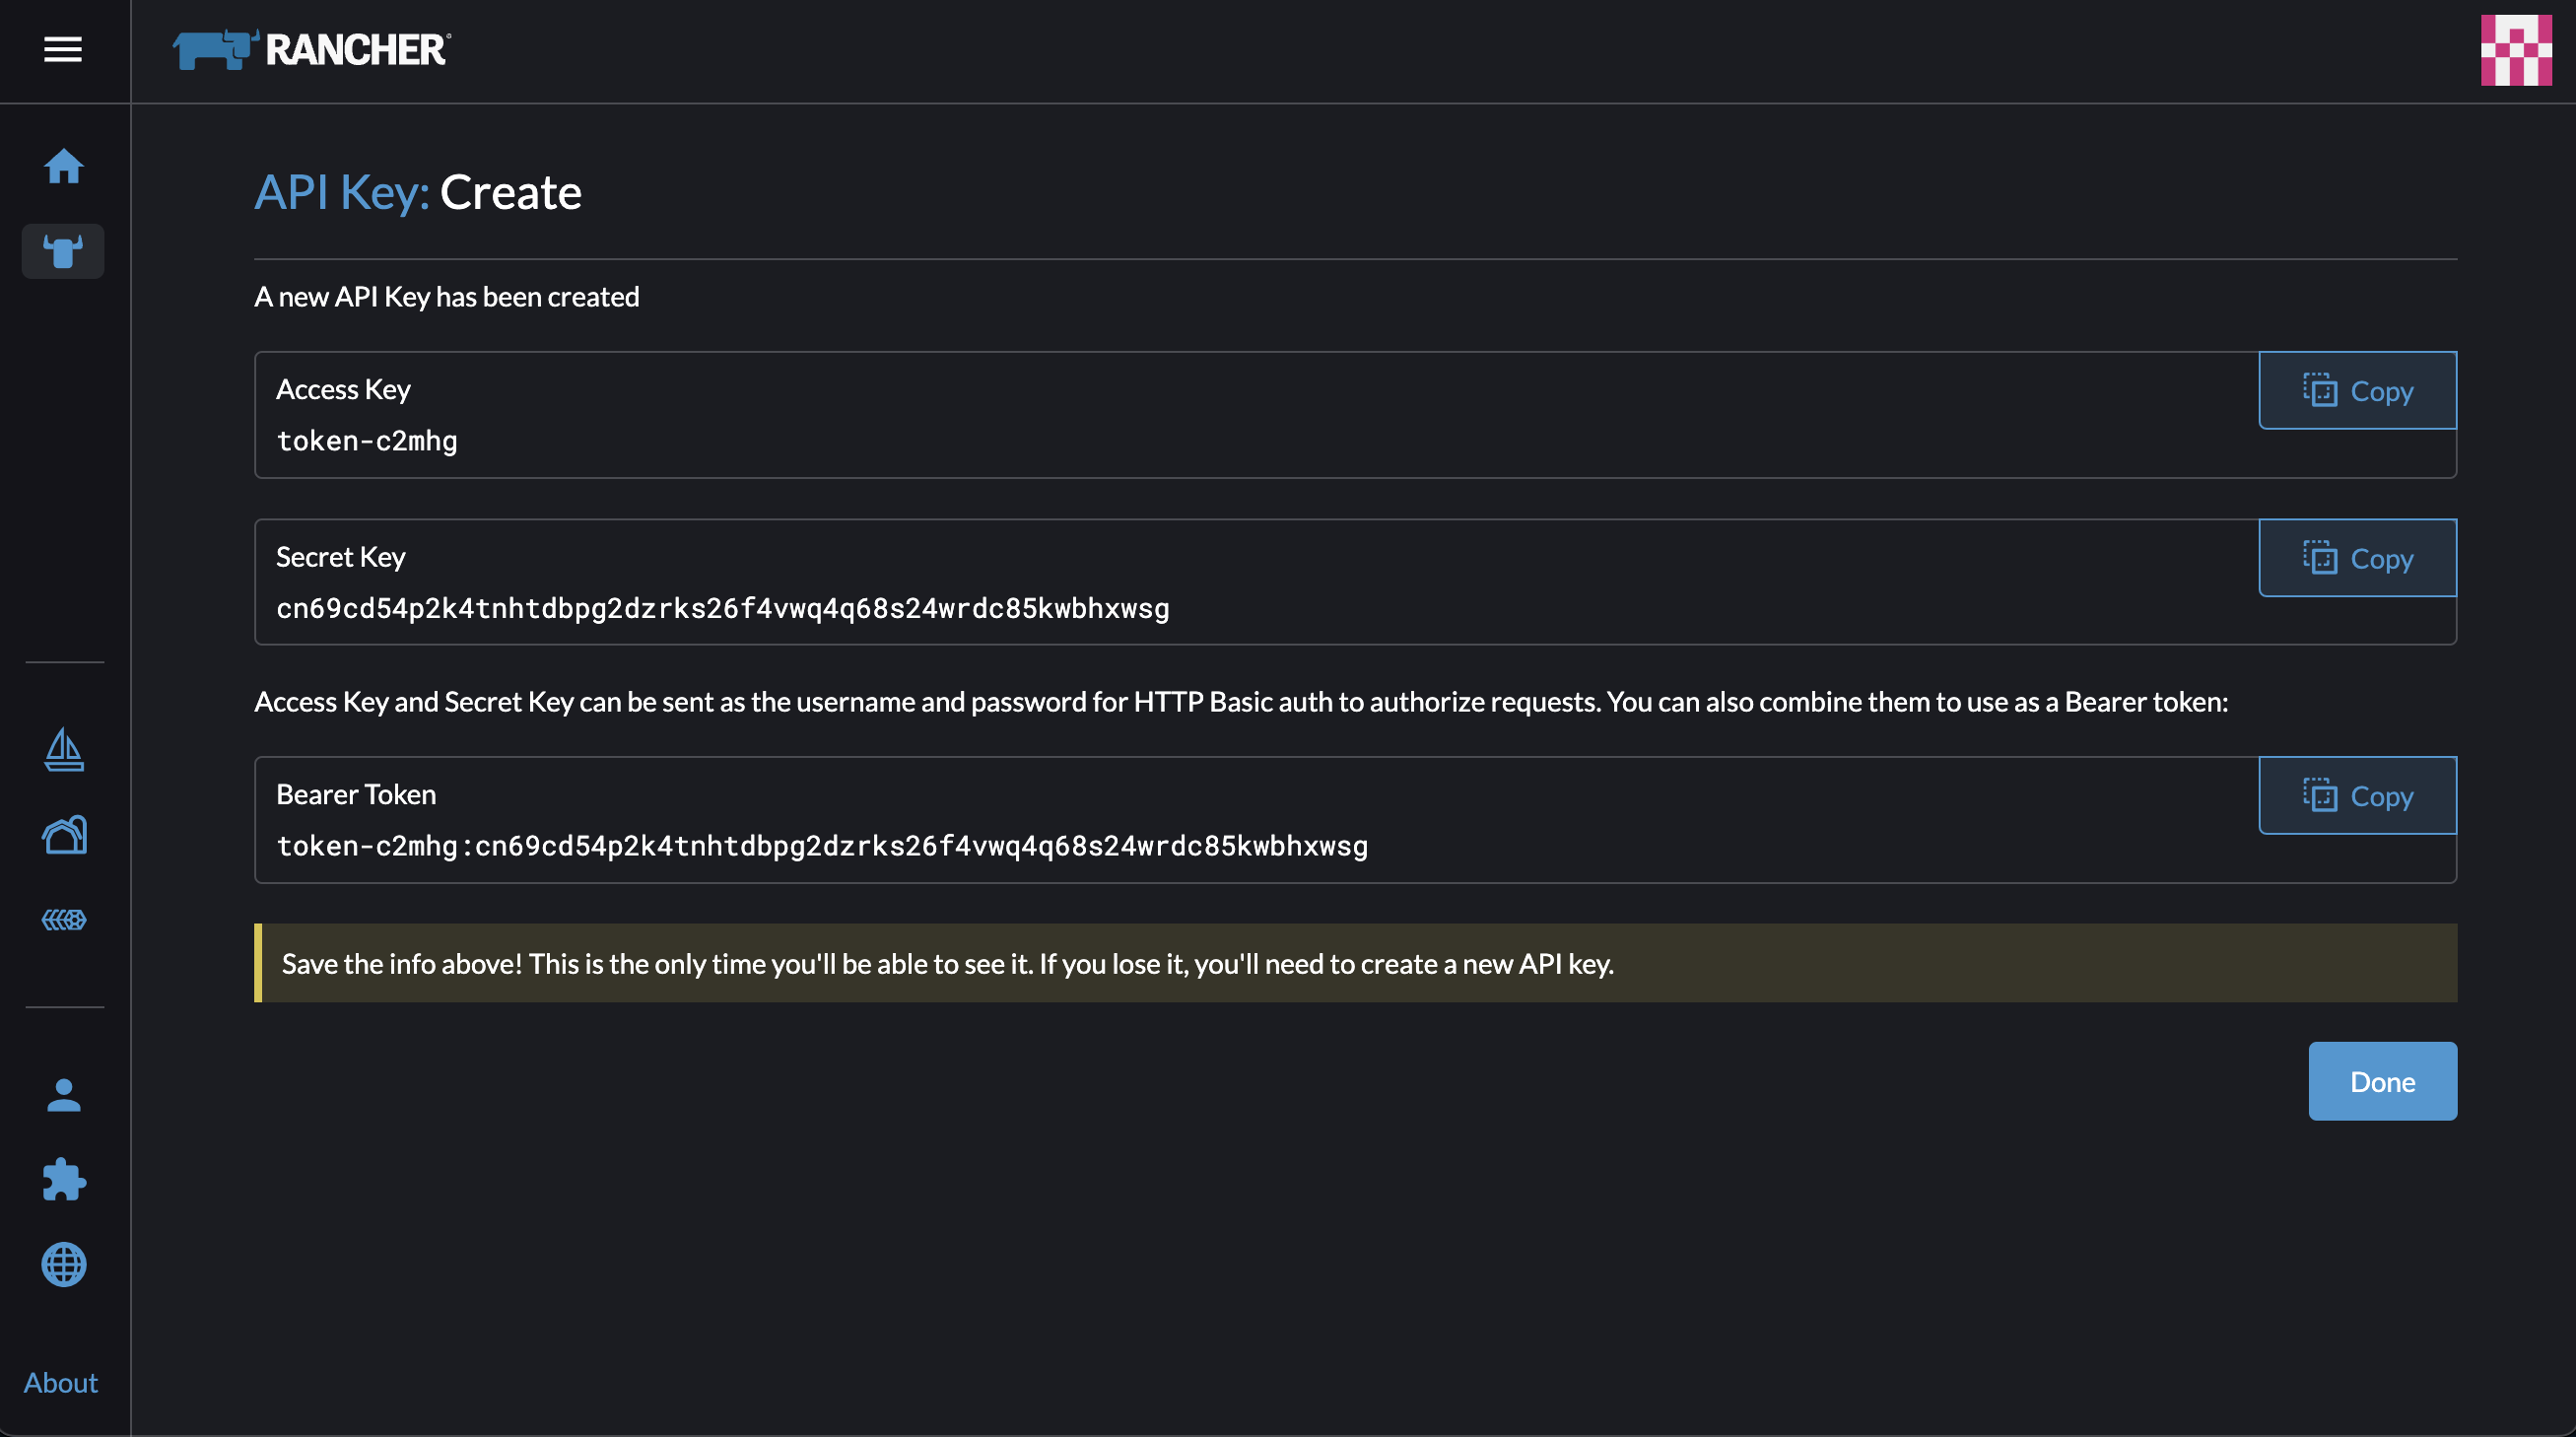 RANCHER
API Key: Create
A new API Key has been created
Access Key
Copy
token-c2mhg
Secret Key
Copy
cn69cd54p2k4tnhtdbpg2dzrks26f4vwq4q68s24wrdc85kwbhxwsg
Access Key and Secret Key can be sent as the username and password for HTTP Basic auth to authorize requests. You can also combine them to use as a Bearer token:
Bearer Token
Copy
token-c2mhg:cn69cd54p2k4tnhtdbpg2dzrks26f4vwq4q68s24wrdc85kwbhxwsg
Save the info above! This is the only time you'll be able to see it. If you lose it, you'll need to create a new API key.
Done
About